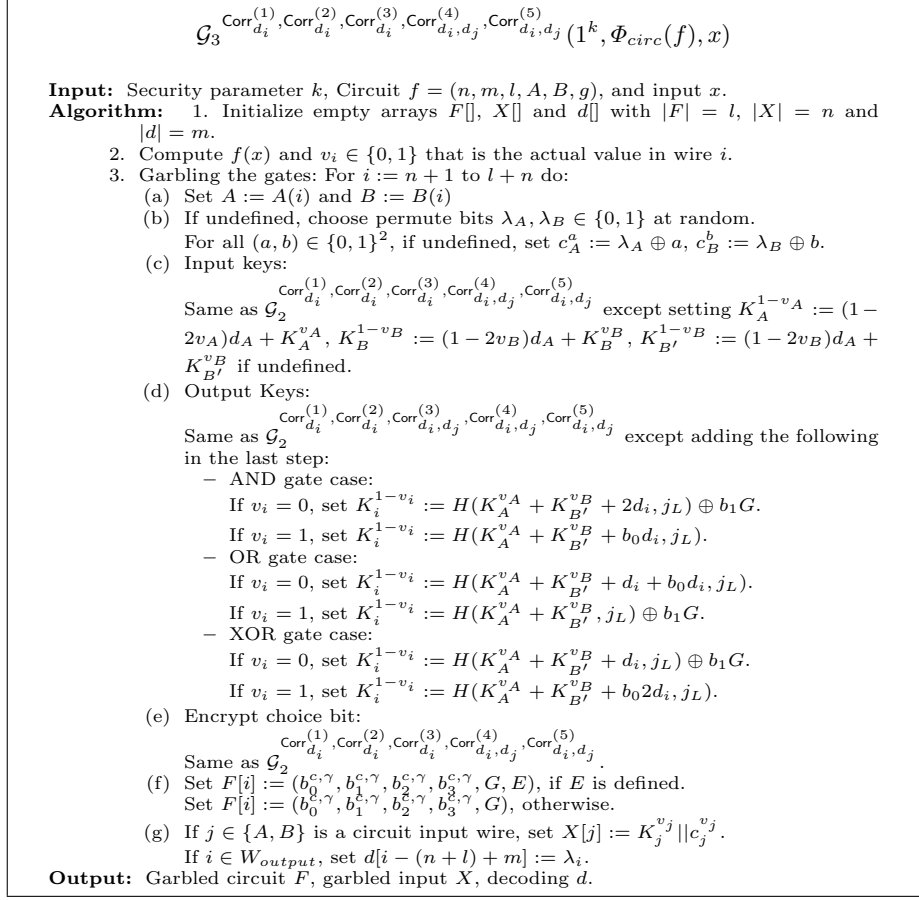 𝒢₃^{Corr^{(1)}_{d_i},Corr^{(2)}_{d_i},Corr^{(3)}_{d_i},Corr^{(4)}_{d_i,d_j},Corr^{(5)}_{d_i,d_j}}(1^k, Φ_{circ}(f), x)
Input: Security parameter k, Circuit f = (n, m, l, A, B, g), and input x.
Algorithm: 1. Initialize empty arrays F[], X[] and d[] with |F| = l, |X| = n and
|d| = m.
2. Compute f(x) and v_i ∈ {0, 1} that is the actual value in wire i.
3. Garbling the gates: For i := n + 1 to l + n do:
(a) Set A := A(i) and B := B(i)
(b) If undefined, choose permute bits λ_A, λ_B ∈ {0, 1} at random.
For all (a, b) ∈ {0, 1}^2, if undefined, set c_A^a := λ_A ⊕ a, c_B^b := λ_B ⊕ b.
(c) Input keys:
Same as 𝒢₂^{Corr^{(1)}_{d_i},Corr^{(2)}_{d_i},Corr^{(3)}_{d_i},Corr^{(4)}_{d_i,d_j},Corr^{(5)}_{d_i,d_j}} except setting K_A^{1−v_A} := (1 −
2v_A)d_A + K_A^{v_A}, K_B^{1−v_B} := (1 − 2v_B)d_A + K_B^{v_B}, K_{B′}^{1−v_B} := (1 − 2v_B)d_A +
K_{B′}^{v_B} if undefined.
(d) Output Keys:
Same as 𝒢₂^{Corr^{(1)}_{d_i},Corr^{(2)}_{d_i},Corr^{(3)}_{d_i,d_j},Corr^{(4)}_{d_i,d_j},Corr^{(5)}_{d_i,d_j}} except adding the following
in the last step:
– AND gate case:
If v_i = 0, set K_i^{1−v_i} := H(K_A^{v_A} + K_{B′}^{v_B} + 2d_i, j_L) ⊕ b_1G.
If v_i = 1, set K_i^{1−v_i} := H(K_A^{v_A} + K_{B′}^{v_B} + b_0d_i, j_L).
– OR gate case:
If v_i = 0, set K_i^{1−v_i} := H(K_A^{v_A} + K_{B′}^{v_B} + d_i + b_0d_i, j_L).
If v_i = 1, set K_i^{1−v_i} := H(K_A^{v_A} + K_{B′}^{v_B}, j_L) ⊕ b_1G.
– XOR gate case:
If v_i = 0, set K_i^{1−v_i} := H(K_A^{v_A} + K_{B′}^{v_B} + d_i, j_L) ⊕ b_1G.
If v_i = 1, set K_i^{1−v_i} := H(K_A^{v_A} + K_{B′}^{v_B} + b_02d_i, j_L).
(e) Encrypt choice bit:
Same as 𝒢₂^{Corr^{(1)}_{d_i},Corr^{(2)}_{d_i},Corr^{(3)}_{d_i},Corr^{(4)}_{d_i,d_j},Corr^{(5)}_{d_i,d_j}}.
(f) Set F[i] := (b_0^{c,γ}, b_1^{c,γ}, b_2^{c,γ}, b_3^{c,γ}, G, E), if E is defined.
Set F[i] := (b_0^{c,γ}, b_1^{c,γ}, b_2^{c,γ}, b_3^{c,γ}, G), otherwise.
(g) If j ∈ {A, B} is a circuit input wire, set X[j] := K_j^{v_j}||c_j^{v_j}.
If i ∈ W_{output}, set d[i − (n + l) + m] := λ_i.
Output: Garbled circuit F, garbled input X, decoding d.